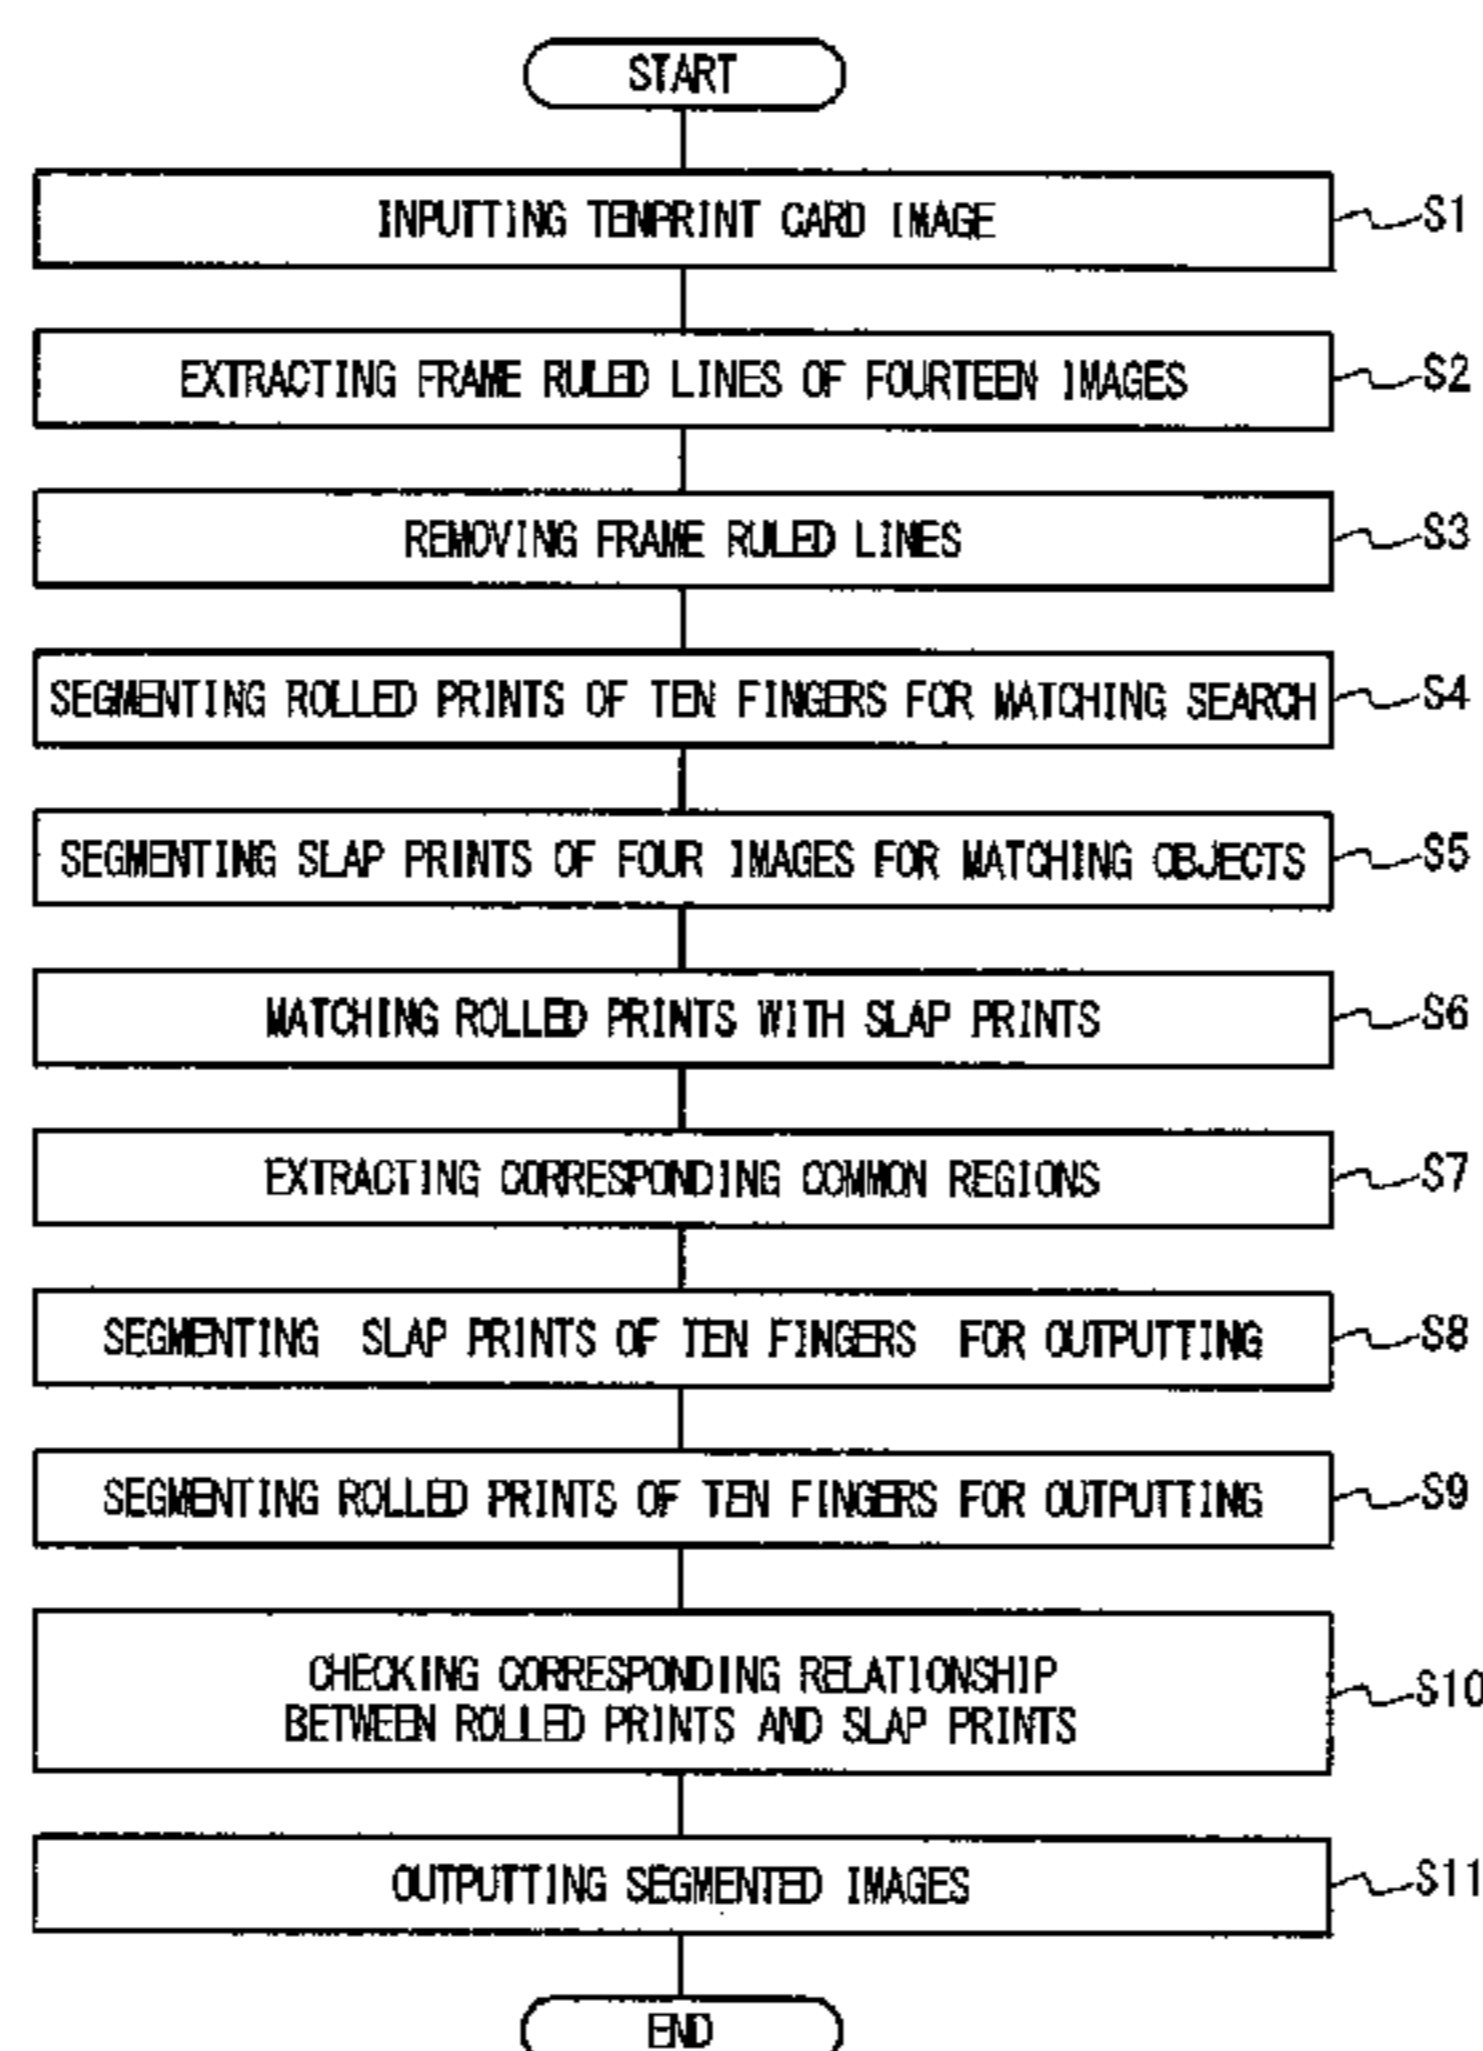 START
INPUTTING TENPRINT CARD IMAGE
S1
EXTRACTING FRAME RULED LINES OF FOURTEEN IMAGES
S2
REMOVING FRAME RULED LINES
S3
SEGMENTING ROLLED PRINTS OF TEN FINGERS FOR MATCHING SEARCH
S4
SEGMENTING SLAP PRINTS OF FOUR IMAGES FOR MATCHING OBJECTS
S5
MATCHING ROLLED PRINTS WITH SLAP PRINTS
S6
EXTRACTING CORRESPONDING COMMON REGIONS
S7
SEGMENTING SLAP PRINTS OF TEN FINGERS FOR OUTPUTTING
S8
SEGMENTING ROLLED PRINTS OF TEN FINGERS FOR OUTPUTTING
S9
CHECKING CORRESPONDING RELATIONSHIP
BETWEEN ROLLED PRINTS AND SLAP PRINTS
S10
OUTPUTTING SEGMENTED IMAGES
S11
END